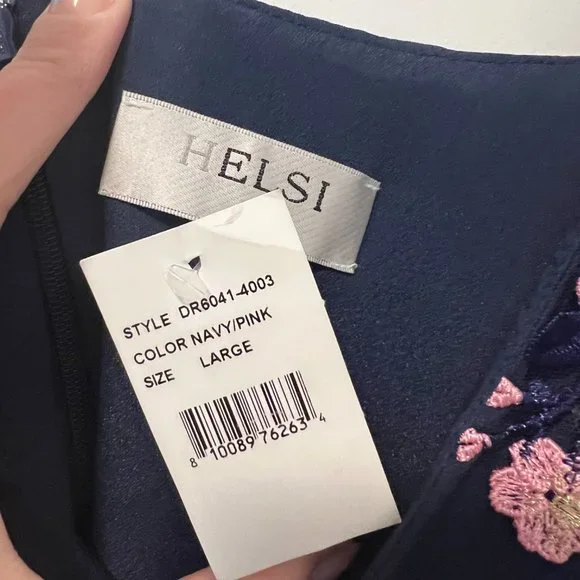 HELSI
STYLE DR6041-4003
COLOR NAVY/PINK
SIZE LARGE
8 10089 76263 4